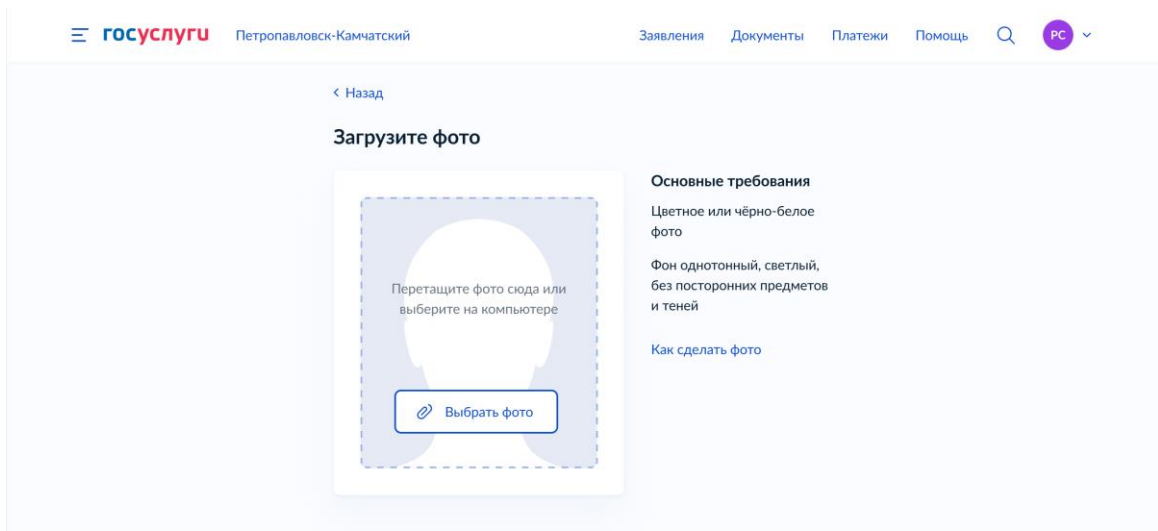 госуслуги Петропавловск-Камчатский Заявления Документы Платежи Помощь РС
Назад
Загрузите фото
Перетащите фото сюда или
выберите на компьютере
Выбрать фото
Основные требования
Цветное или чёрно-белое
фото
Фон однотонный, светлый,
без посторонних предметов
и теней
Как сделать фото